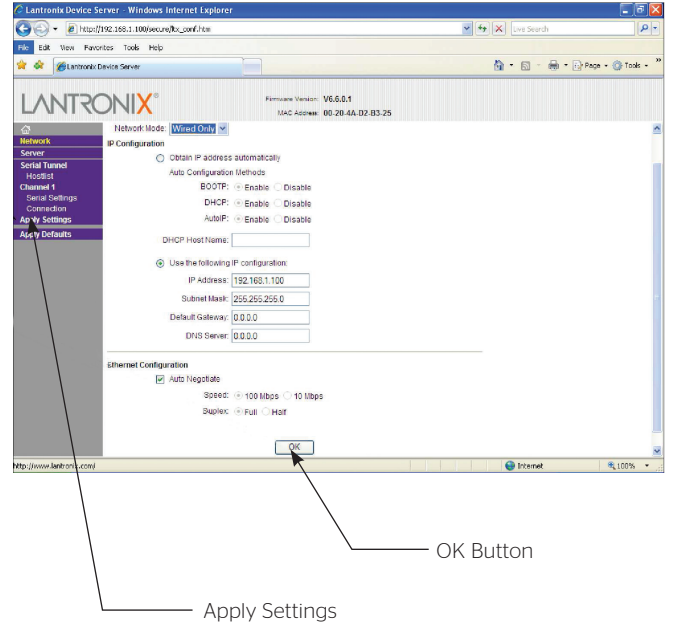 Lantronix Device Server - Windows Internet Explorer
http://192.168.1.100/secure/ltx_conf.htm
Live Search
File Edit View Favorites Tools Help
Lantronix Device Server
Page Tools
LANTRONIX®
Firmware Version: V6.6.0.1
MAC Address: 00-20-4A-D2-B3-25
Network
Server
Serial Tunnel
Hostlist
Channel 1
Serial Settings
Connection
Apply Settings
Apply Defaults
Network Mode: Wired Only
IP Configuration
Obtain IP address automatically
Auto Configuration Methods
BOOTP: Enable Disable
DHCP: Enable Disable
AutoIP: Enable Disable
DHCP Host Name:
Use the following IP configuration:
IP Address: 192.168.1.100
Subnet Mask: 255.255.255.0
Default Gateway: 0.0.0.0
DNS Server: 0.0.0.0
Ethernet Configuration
Auto Negotiate
Speed: 100 Mbps 10 Mbps
Duplex: Full Half
OK
http://www.lantronix.com/
Internet
100%
OK Button
Apply Settings